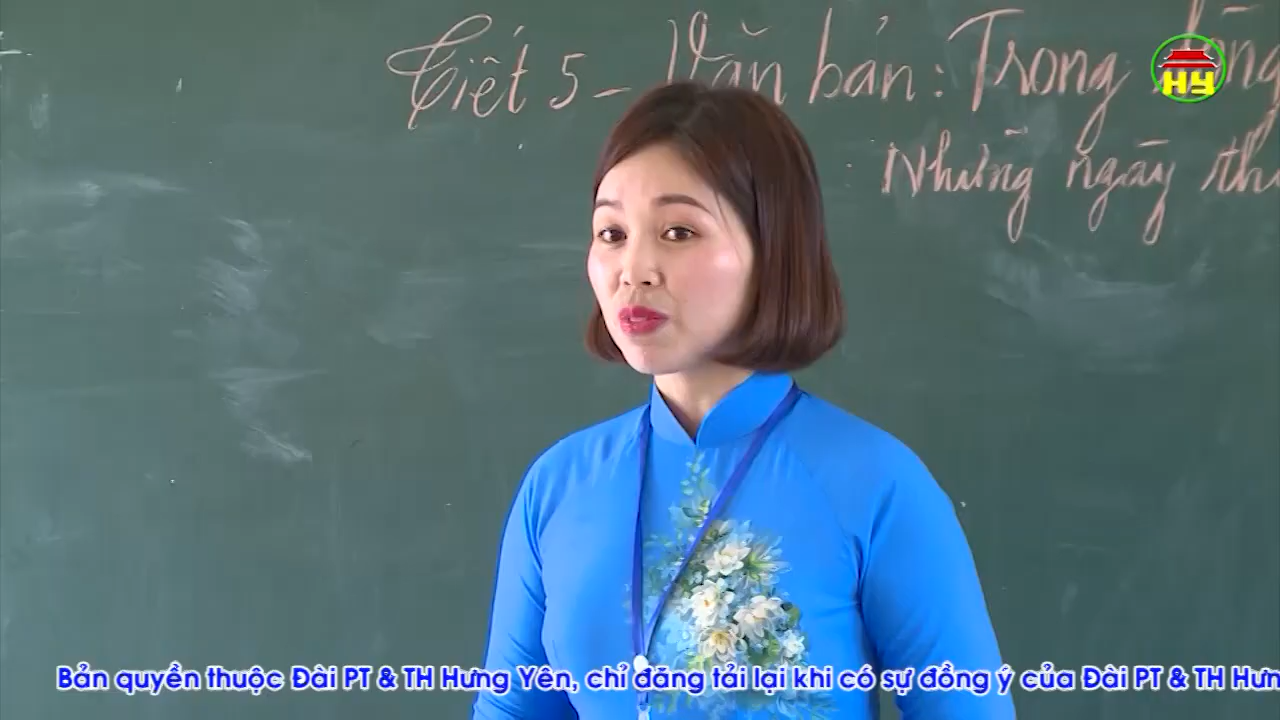 Tiết 5 - Văn bản: Trong lòng
HY
Những ngày
Bản quyền thuộc Đài PT & TH Hưng Yên, chỉ đăng tải lại khi có sự đồng ý của Đài PT & TH